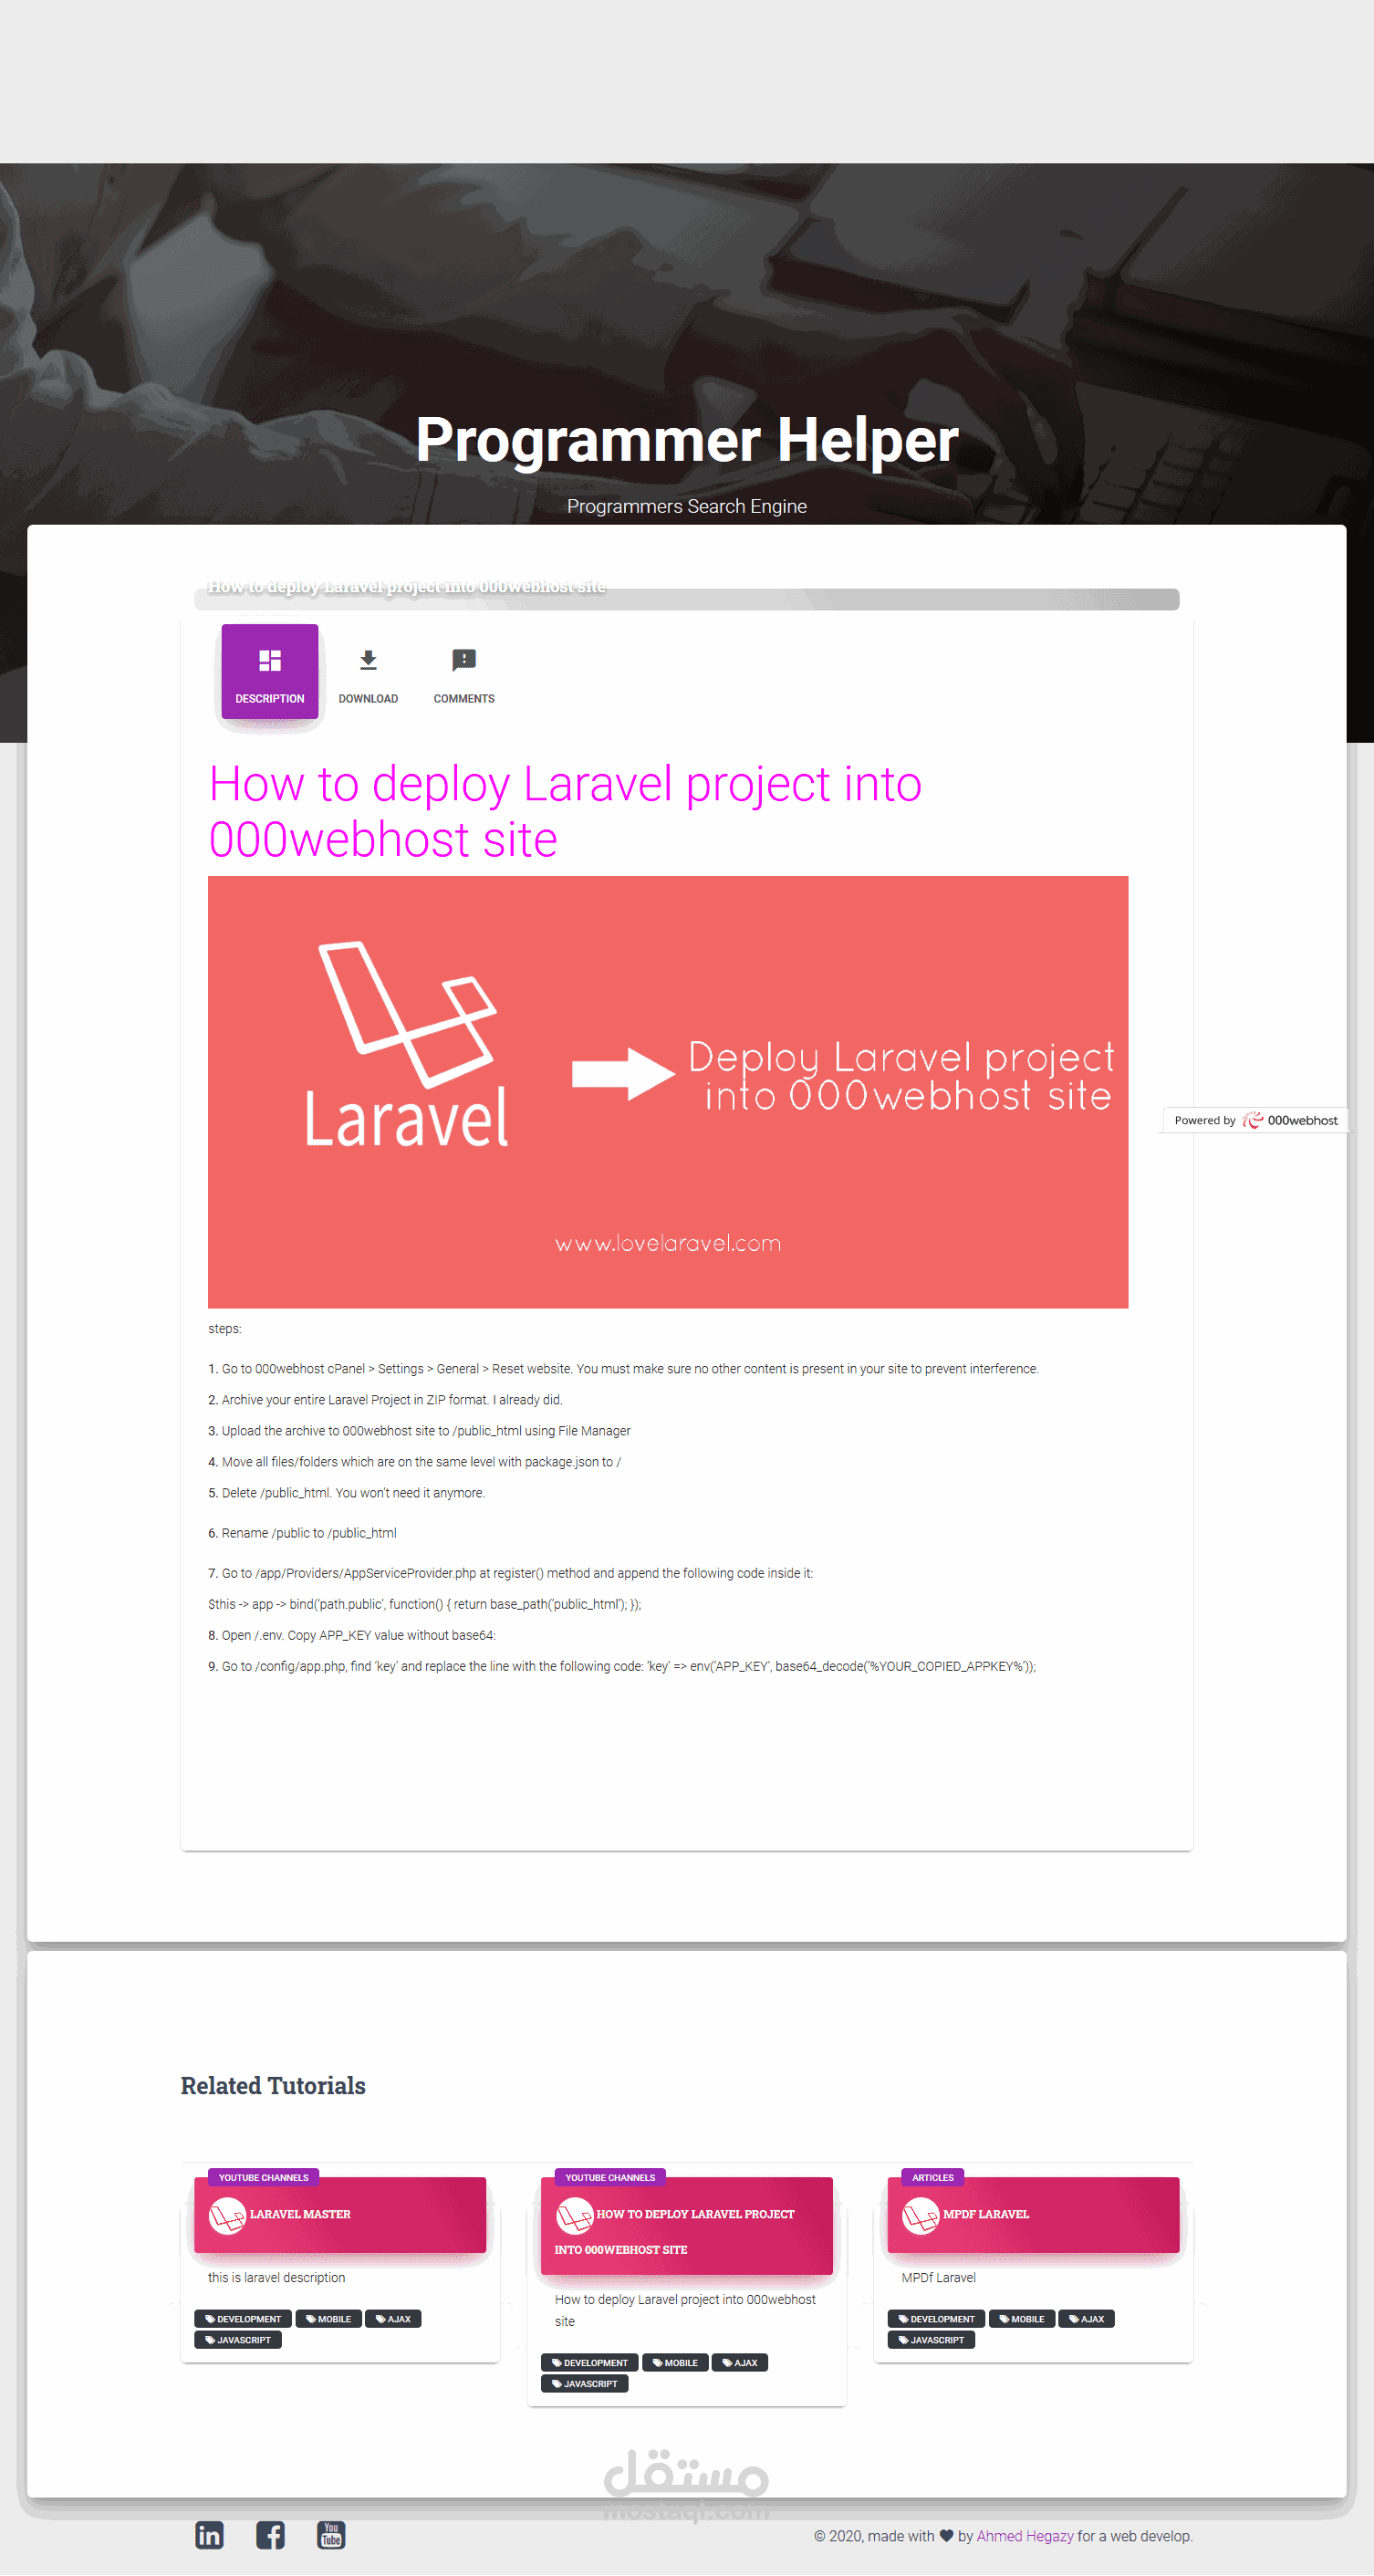 Programmer Helper
Programmers Search Engine
How to deploy Laravel project into 000webhost site
DESCRIPTION
DOWNLOAD
COMMENTS
How to deploy Laravel project into
000webhost site
Laravel
Deploy Laravel project
into 000webhost site
www.lovelaravel.com
Powered by 000webhost
steps:
1. Go to 000webhost cPanel > Settings > General > Reset website. You must make sure no other content is present in your site to prevent interference.
2. Archive your entire Laravel Project in ZIP format. I already did.
3. Upload the archive to 000webhost site to /public_html using File Manager
4. Move all files/folders which are on the same level with package.json to /
5. Delete /public_html. You won't need it anymore.
6. Rename /public to /public_html
7. Go to /app/Providers/AppServiceProvider.php at register() method and append the following code inside it:
$this -> app -> bind('path.public', function() { return base_path('public_html'); });
8. Open /.env. Copy APP_KEY value without base64:
9. Go to /config/app.php, find ‘key’ and replace the line with the following code: ‘key’ => env(‘APP_KEY’, base64_decode(‘%YOUR_COPIED_APPKEY%’));
Related Tutorials
YOUTUBE CHANNELS
LARAVEL MASTER
this is laravel description
DEVELOPMENT MOBILE AJAX
JAVASCRIPT
YOUTUBE CHANNELS
HOW TO DEPLOY LARAVEL PROJECT
INTO 000WEBHOST SITE
How to deploy Laravel project into 000webhost
site
DEVELOPMENT MOBILE AJAX
JAVASCRIPT
ARTICLES
MPDF LARAVEL
MPDf Laravel
DEVELOPMENT MOBILE AJAX
JAVASCRIPT
مستقل
mostaql.com
in
f
You
Tube
© 2020, made with ♥ by Ahmed Hegazy for a web develop.